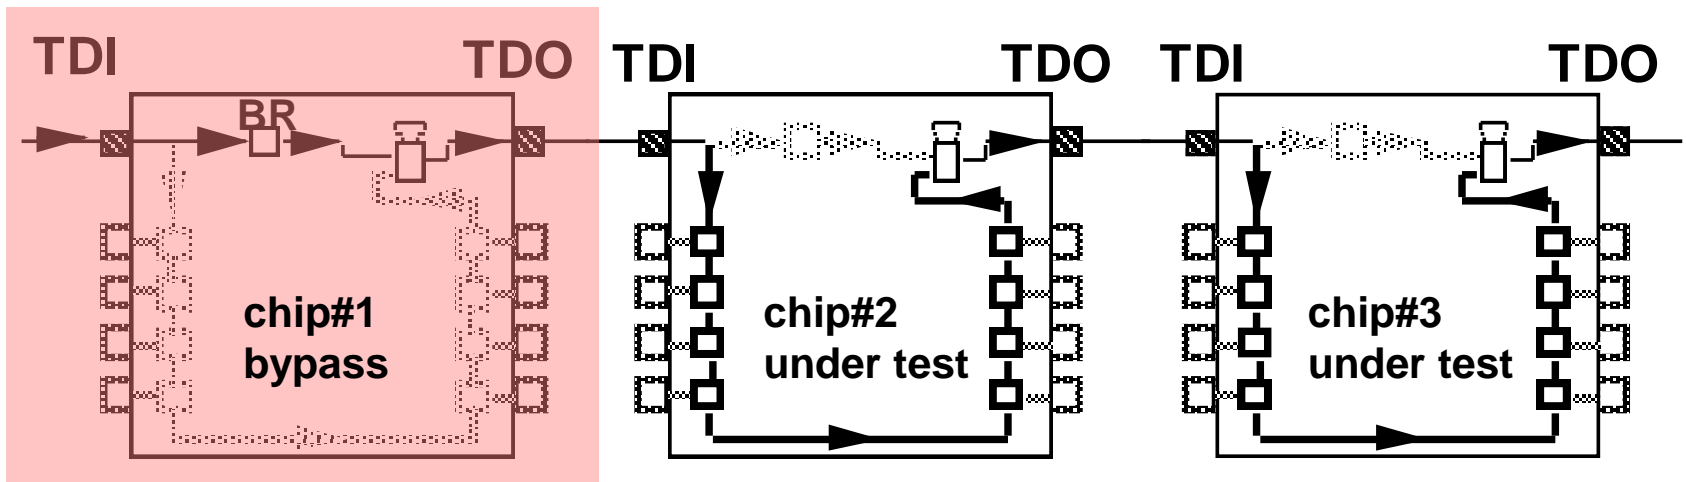 TDI TDO TDI TDO TDI TDO
BR
chip#1
bypass
chip#2
under test
chip#3
under test